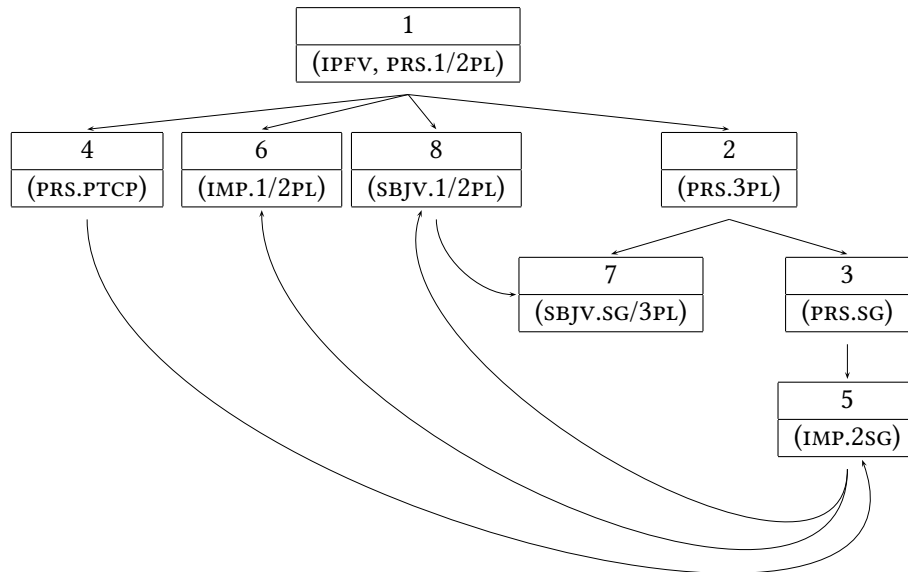 1
(IPFV, PRS.1/2PL)
4
6
8
2
(PRS.PTCP)
(IMP.1/2PL)
(SBJV.1/2PL)
(PRS.3PL)
7
3
(SBJV.SG/3PL)
(PRS.SG)
5
(IMP.2SG)